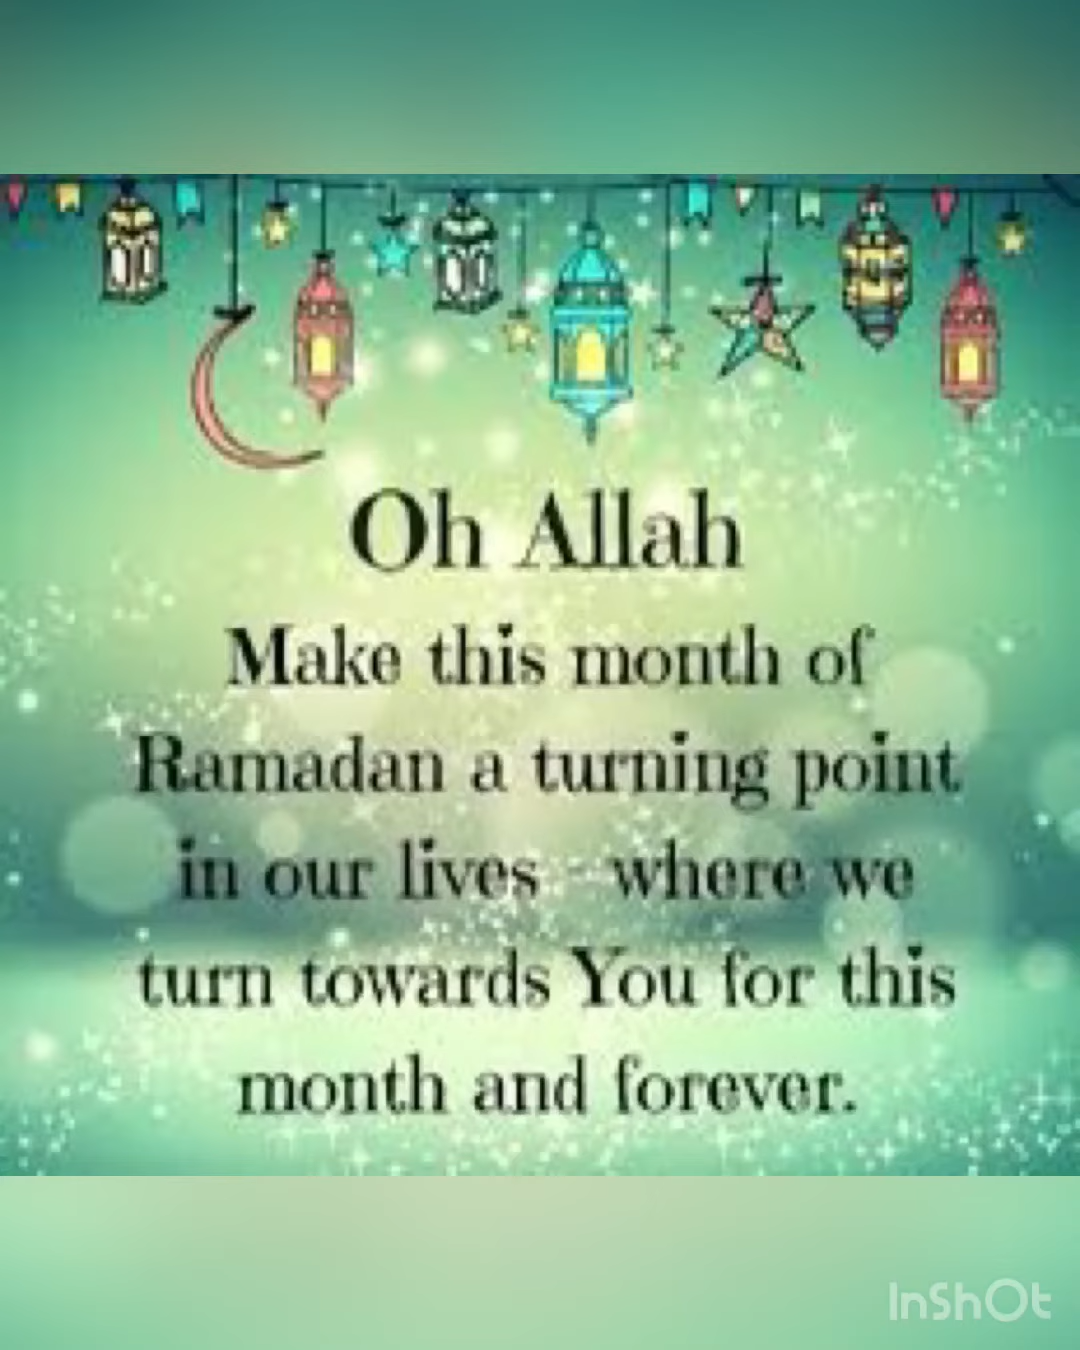 Oh Allah
Make this month of
Ramadan a turning point
in our lives - where we
turn towards You for this
month and forever.
InShOt